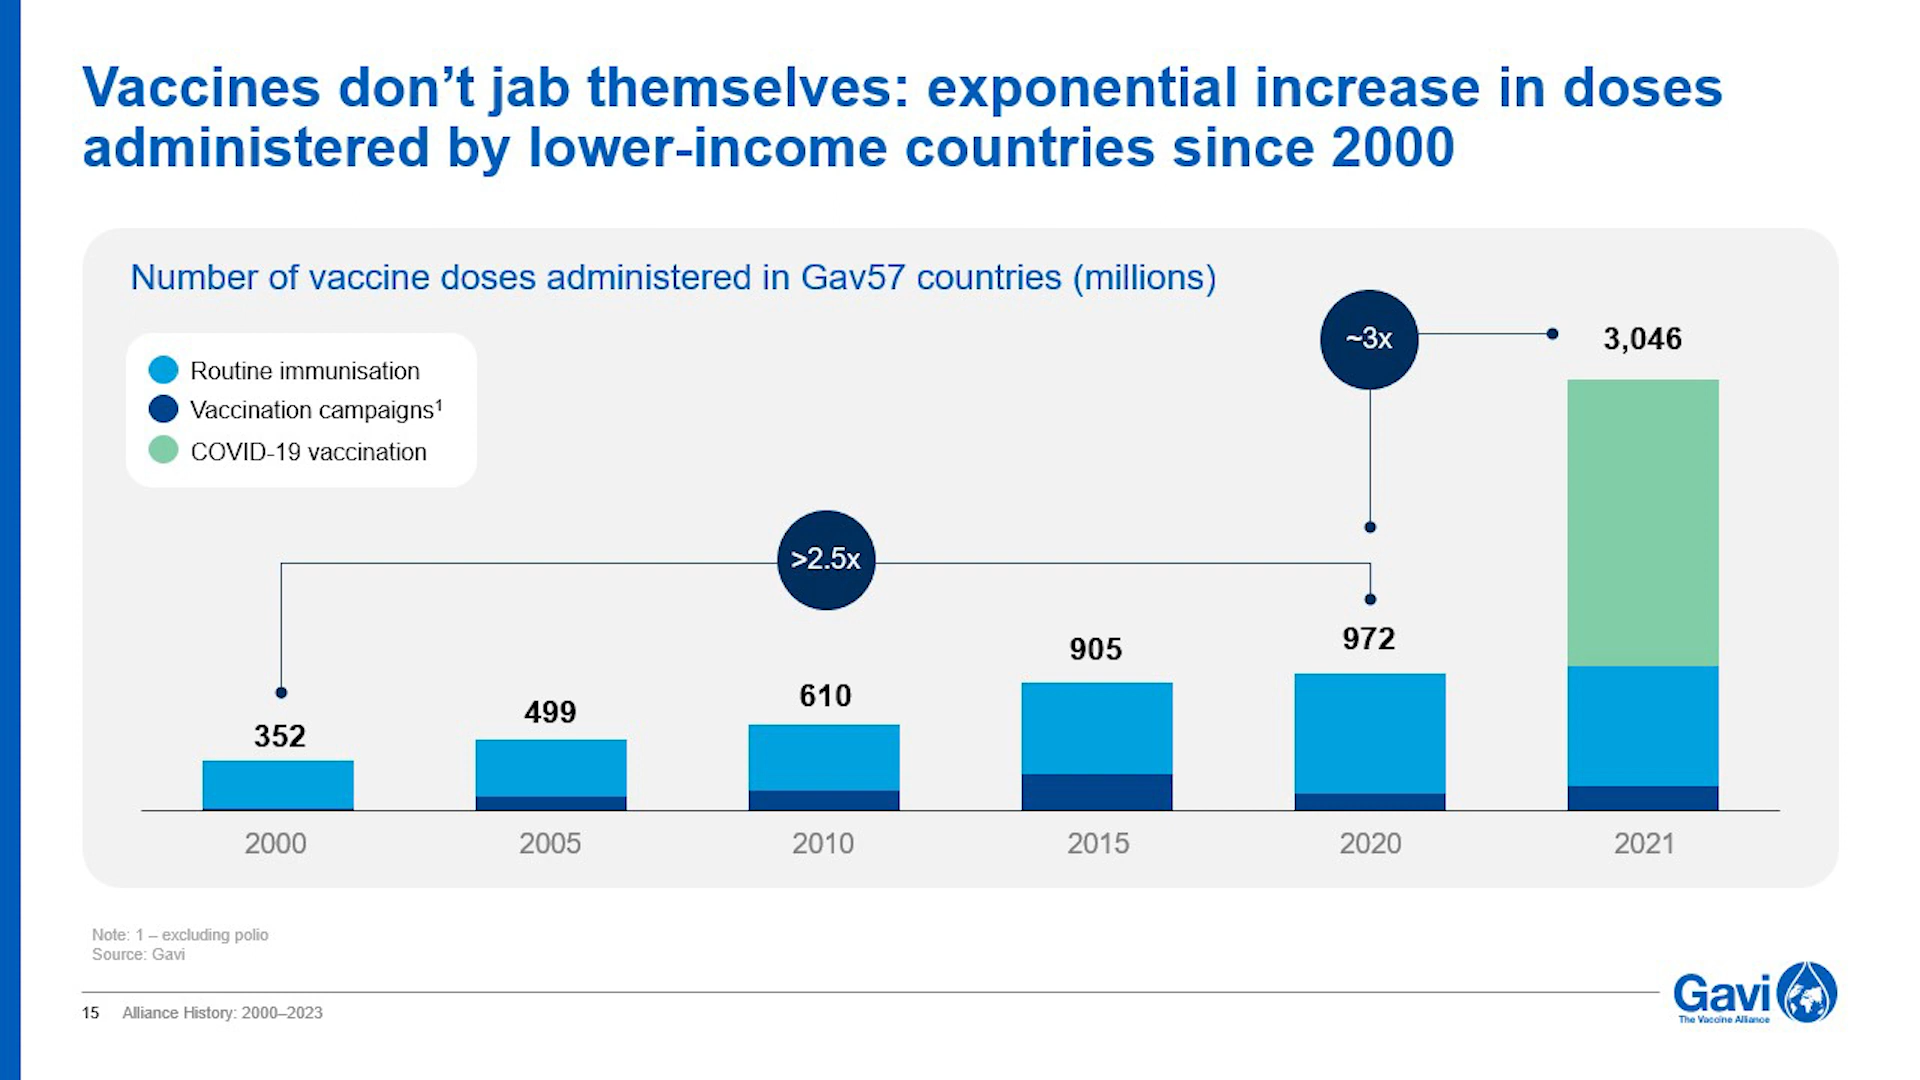 Vaccines don’t jab themselves: exponential increase in doses
administered by lower-income countries since 2000
Number of vaccine doses administered in Gav57 countries (millions)
Routine immunisation
Vaccination campaigns¹
COVID-19 vaccination
~3x
3,046
>2.5x
352
499
610
905
972
2000
2005
2010
2015
2020
2021
Note: 1 – excluding polio
Source: Gavi
15 Alliance History: 2000–2023
Gavi
The Vaccine Alliance